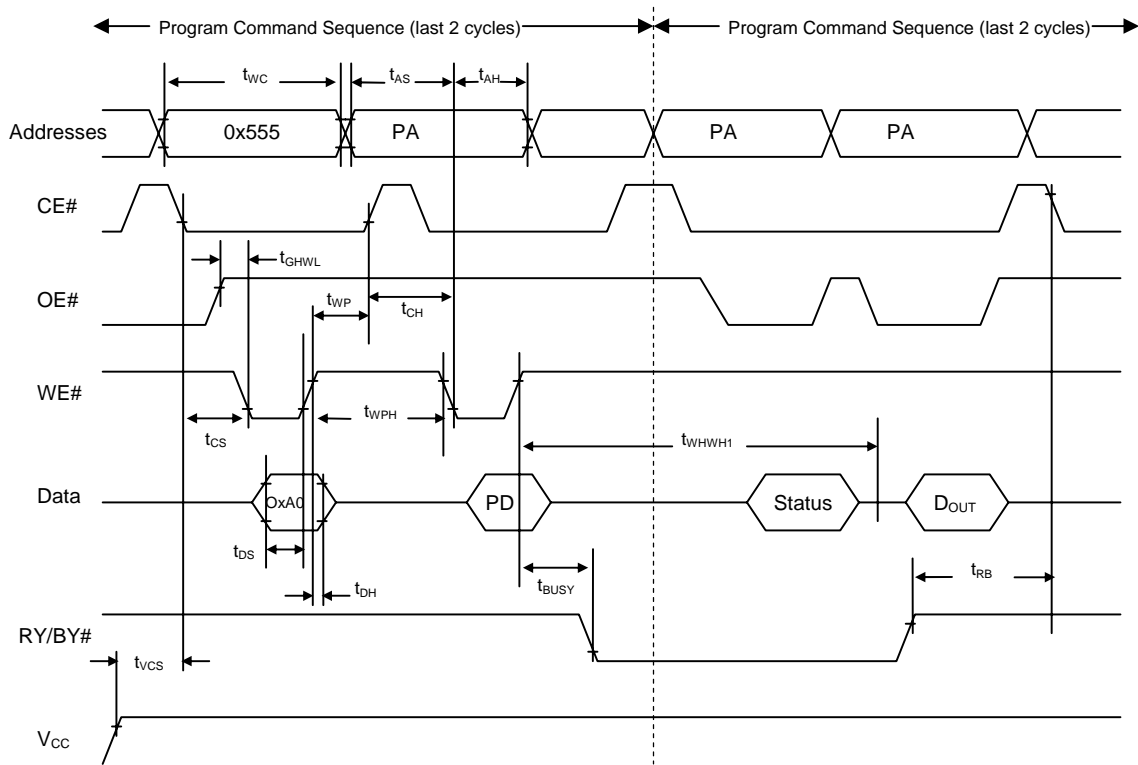 Program Command Sequence (last 2 cycles) Program Command Sequence (last 2 cycles)
tWC tAS tAH
Addresses 0x555 PA PA PA
CE#
tGHWL
OE# tWP tCH
WE#
tCS tWPH tWHWH1
Data OxA0 PD Status DOUT
tDS tDH tBUSY tRB
RY/BY#
tVCS
VCC